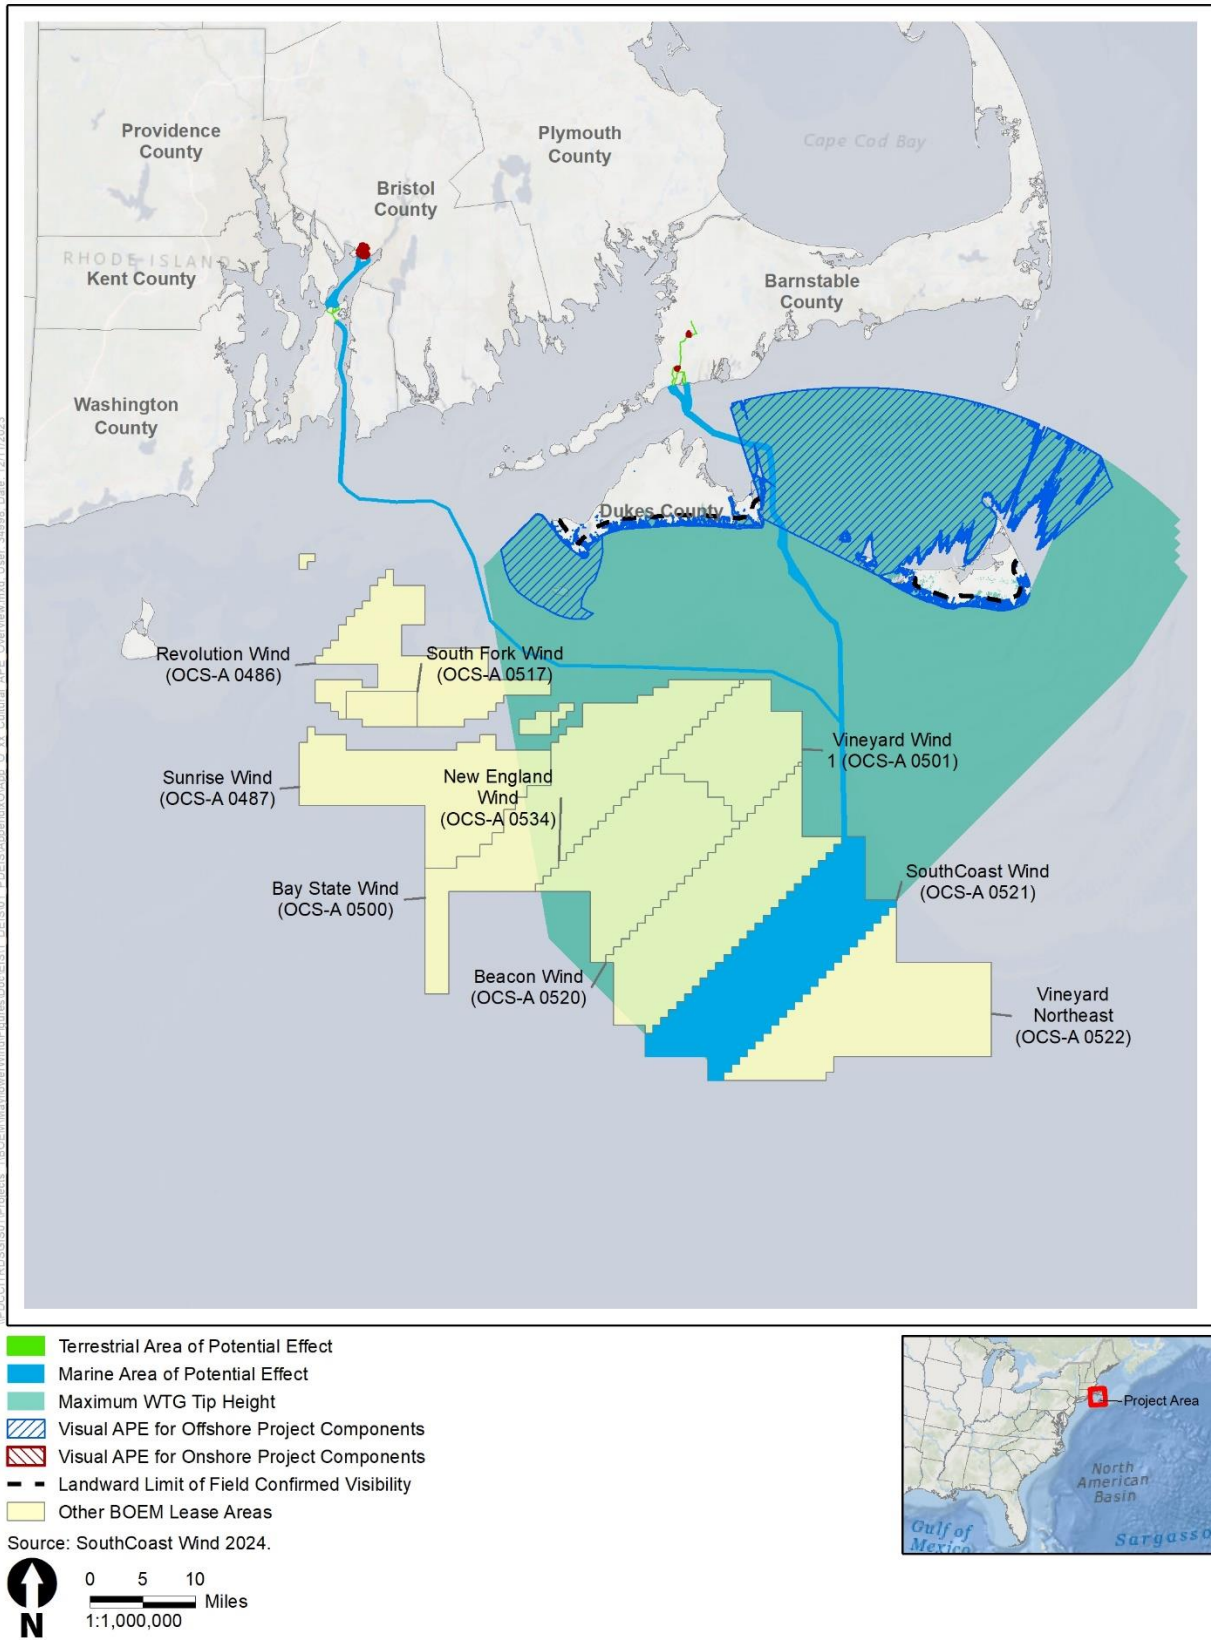 Cape Cod Bay
Providence
County
Plymouth
County
Bristol
County
RHODE ISLAND
Kent County
Barnstable
County
Washington
County
Dukes County
Revolution Wind
(OCS-A 0486)
South Fork Wind
(OCS-A 0517)
Vineyard Wind
1 (OCS-A 0501)
Sunrise Wind
(OCS-A 0487)
New England
Wind
(OCS-A 0534)
Bay State Wind
(OCS-A 0500)
SouthCoast Wind
(OCS-A 0521)
Beacon Wind
(OCS-A 0520)
Vineyard
Northeast
(OCS-A 0522)
Terrestrial Area of Potential Effect
Marine Area of Potential Effect
Maximum WTG Tip Height
Visual APE for Offshore Project Components
Visual APE for Onshore Project Components
Landward Limit of Field Confirmed Visibility
Other BOEM Lease Areas
Source: SouthCoast Wind 2024.
N
0 5 10
Miles
1:1,000,000
Project Area
North
American
Basin
Gulf of
Mexico
Sargasso